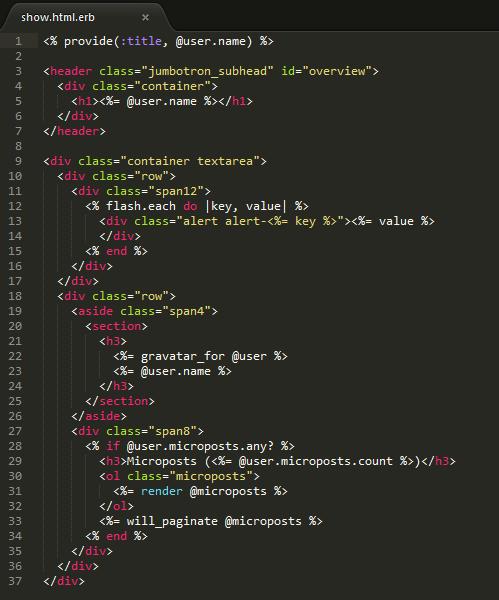 show.html.erb ×
1 <% provide(:title, @user.name) %>
2
3 <header class="jumbotron_subhead" id="overview">
4   <div class="container">
5     <h1><%= @user.name %></h1>
6   </div>
7 </header>
8
9 <div class="container textarea">
10   <div class="row">
11     <div class="span12">
12       <% flash.each do |key, value| %>
13         <div class="alert alert-<%= key %>"><%= value %>
14         </div>
15       <% end %>
16     </div>
17   </div>
18   <div class="row">
19     <aside class="span4">
20       <section>
21         <h3>
22           <%= gravatar_for @user %>
23           <%= @user.name %>
24         </h3>
25       </section>
26     </aside>
27     <div class="span8">
28       <% if @user.microposts.any? %>
29         <h3>Microposts (<%= @user.microposts.count %>)</h3>
30         <ol class="microposts">
31           <%= render @microposts %>
32         </ol>
33         <%= will_paginate @microposts %>
34       <% end %>
35     </div>
36   </div>
37 </div>